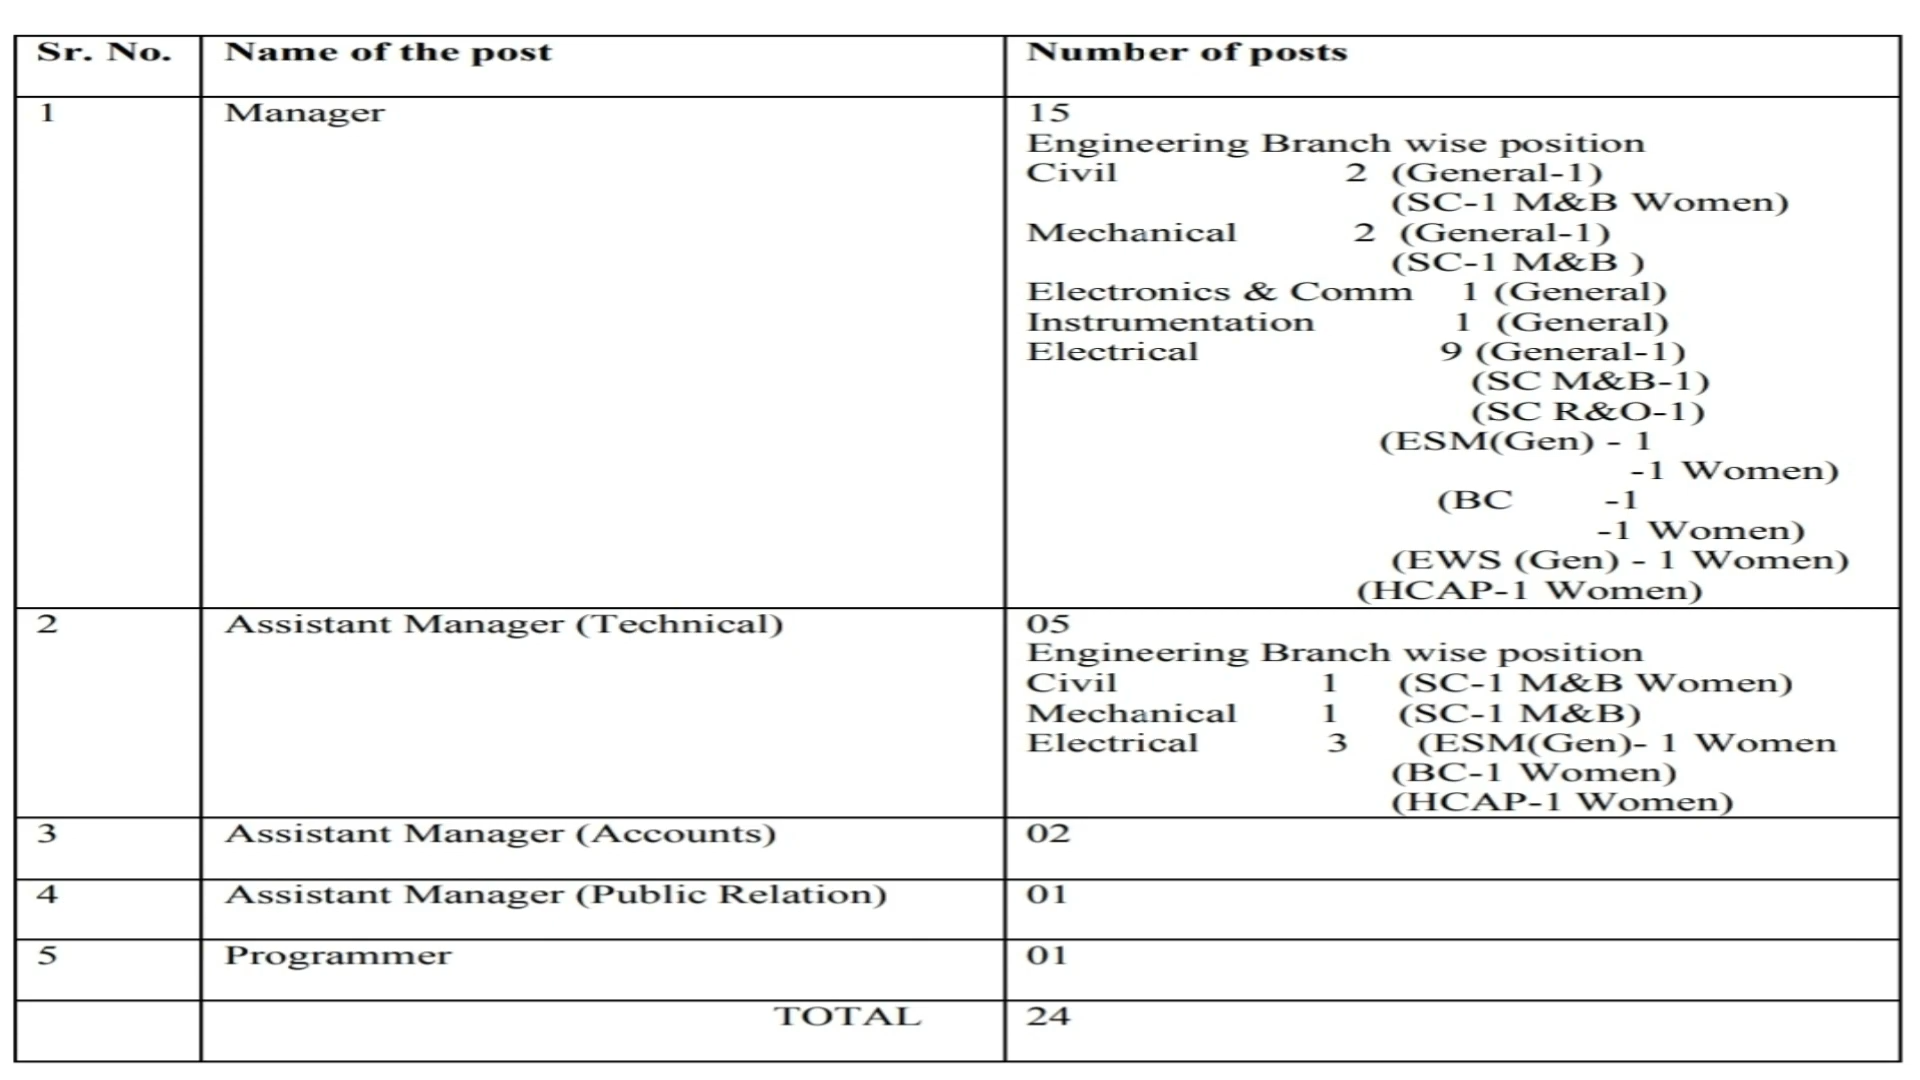 Sr. No. Name of the post Number of posts
1 Manager 15
Engineering Branch wise position
Civil 2 (General-1)
(SC-1 M&B Women)
Mechanical 2 (General-1)
(SC-1 M&B )
Electronics & Comm 1 (General)
Instrumentation 1 (General)
Electrical 9 (General-1)
(SC M&B-1)
(SC R&O-1)
(ESM(Gen) - 1
-1 Women)
(BC -1
-1 Women)
(EWS (Gen) - 1 Women)
(HCAP-1 Women)
2 Assistant Manager (Technical) 05
Engineering Branch wise position
Civil 1 (SC-1 M&B Women)
Mechanical 1 (SC-1 M&B)
Electrical 3 (ESM(Gen)- 1 Women
(BC-1 Women)
(HCAP-1 Women)
3 Assistant Manager (Accounts) 02
4 Assistant Manager (Public Relation) 01
5 Programmer 01
TOTAL 24